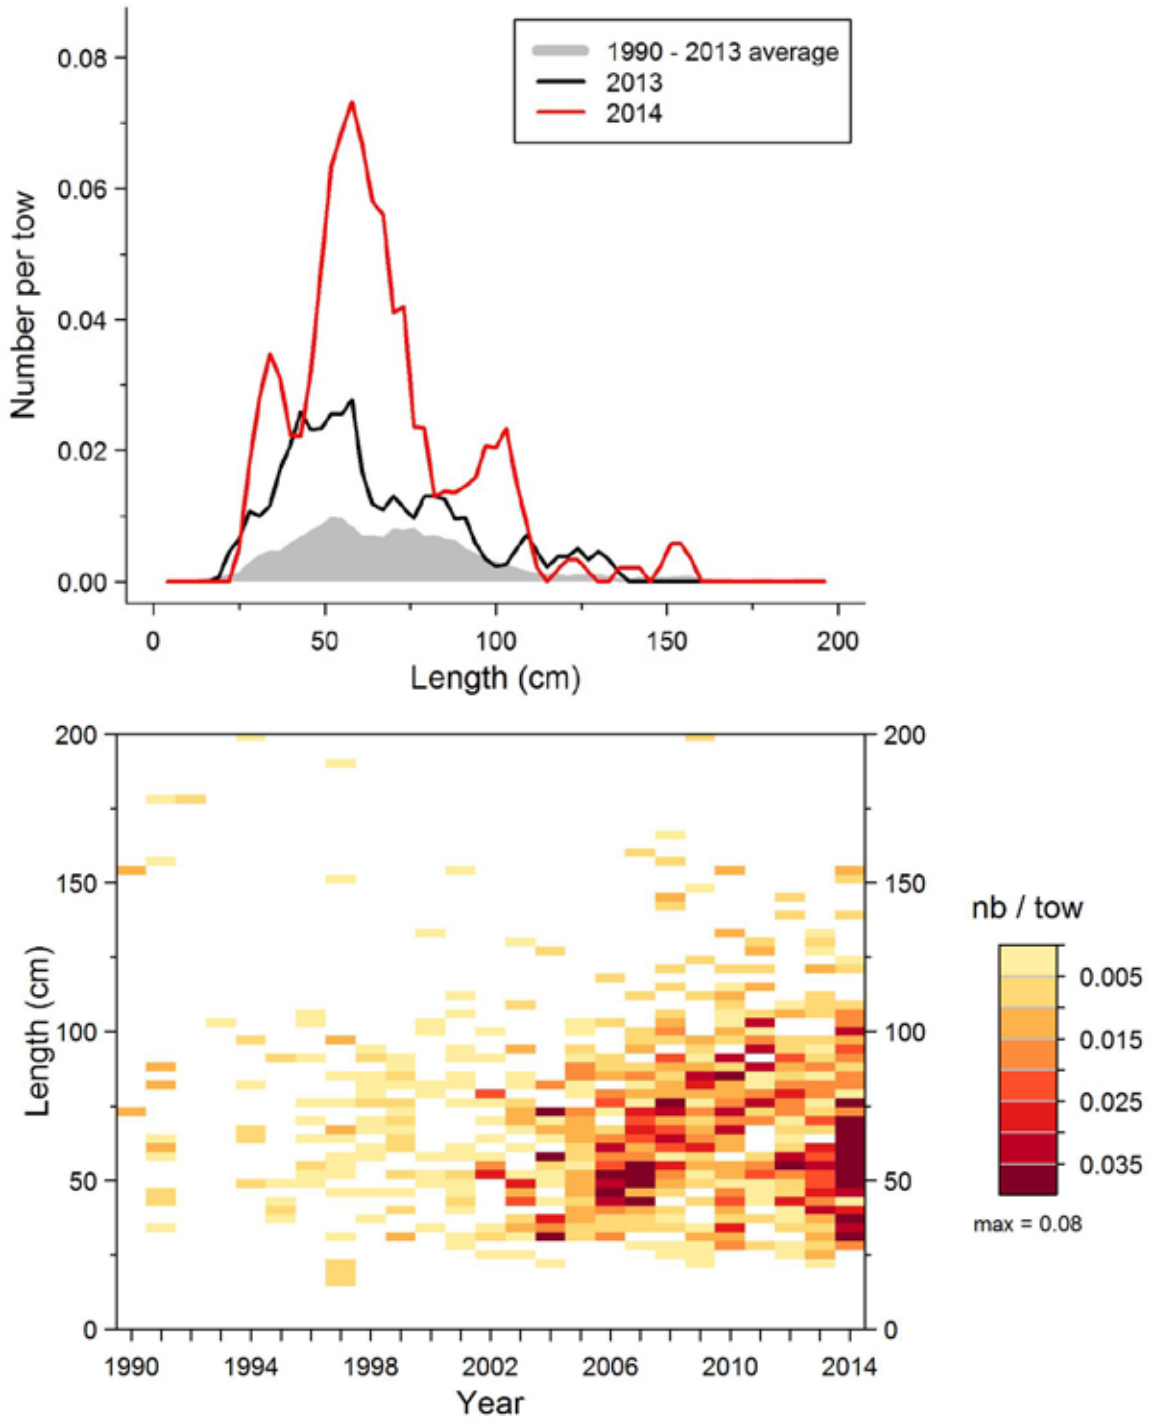 1990 - 2013 average
2013
2014
0.08
0.06
0.04
0.02
0.00
Number per tow
0 50 100 150 200
Length (cm)
200 200
150 150
100 100
50 50
0 0
Length (cm)
1990 1994 1998 2002 2006 2010 2014
Year
nb / tow
0.005
0.015
0.025
0.035
max = 0.08